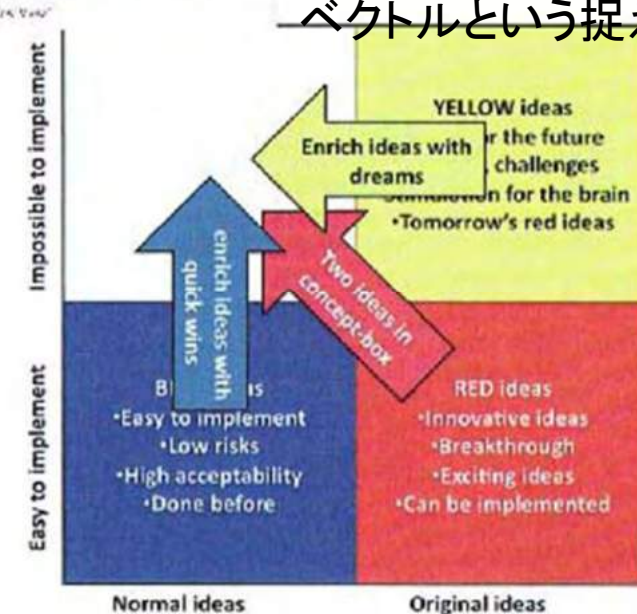 ベクトルという捉
Impossible to implement
Easy to implement
YELLOW ideas
r the future
challenges
n for the brain
•Tomorrow's red ideas
Enrich ideas with
dreams
enrich ideas with
quick wins
Two ideas in
concept-box
•Easy to implement
•Low risks
•High acceptability
•Done before
RED ideas
•Innovative ideas
•Breakthrough
•Exciting ideas
•Can be implemented
Normal ideas
Original ideas